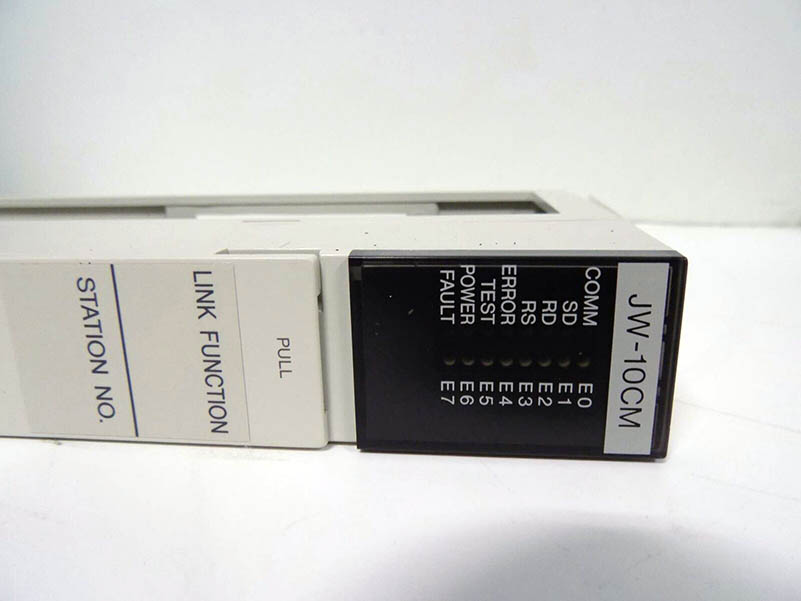 JW-10CM
COMM E0
SD E1
RD E2
RS E3
ERROR E4
TEST E5
POWER E6
FAULT E7
PULL
LINK FUNCTION
STATION NO.